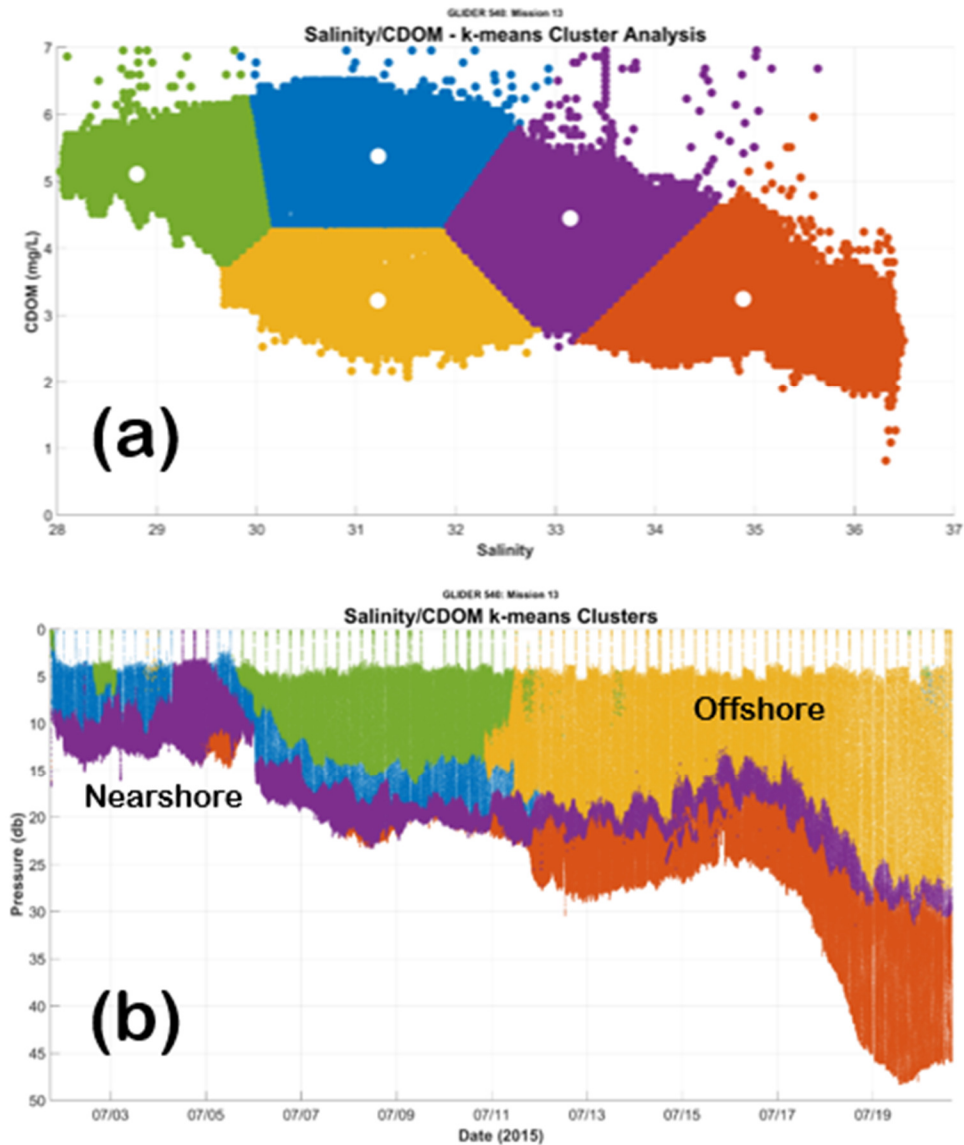 GLIDER 540: Mission 13
Salinity/CDOM - k-means Cluster Analysis
7
6
5
4
3
2
1
0
CDOM (mg/L)
(a)
28 29 30 31 32 33 34 35 36 37
Salinity
GLIDER 540: Mission 13
Salinity/CDOM k-means Clusters
0
5
10
15
20
25
30
35
40
45
50
Pressure (db)
Offshore
Nearshore
(b)
07/03 07/05 07/07 07/09 07/11 07/13 07/15 07/17 07/19
Date (2015)